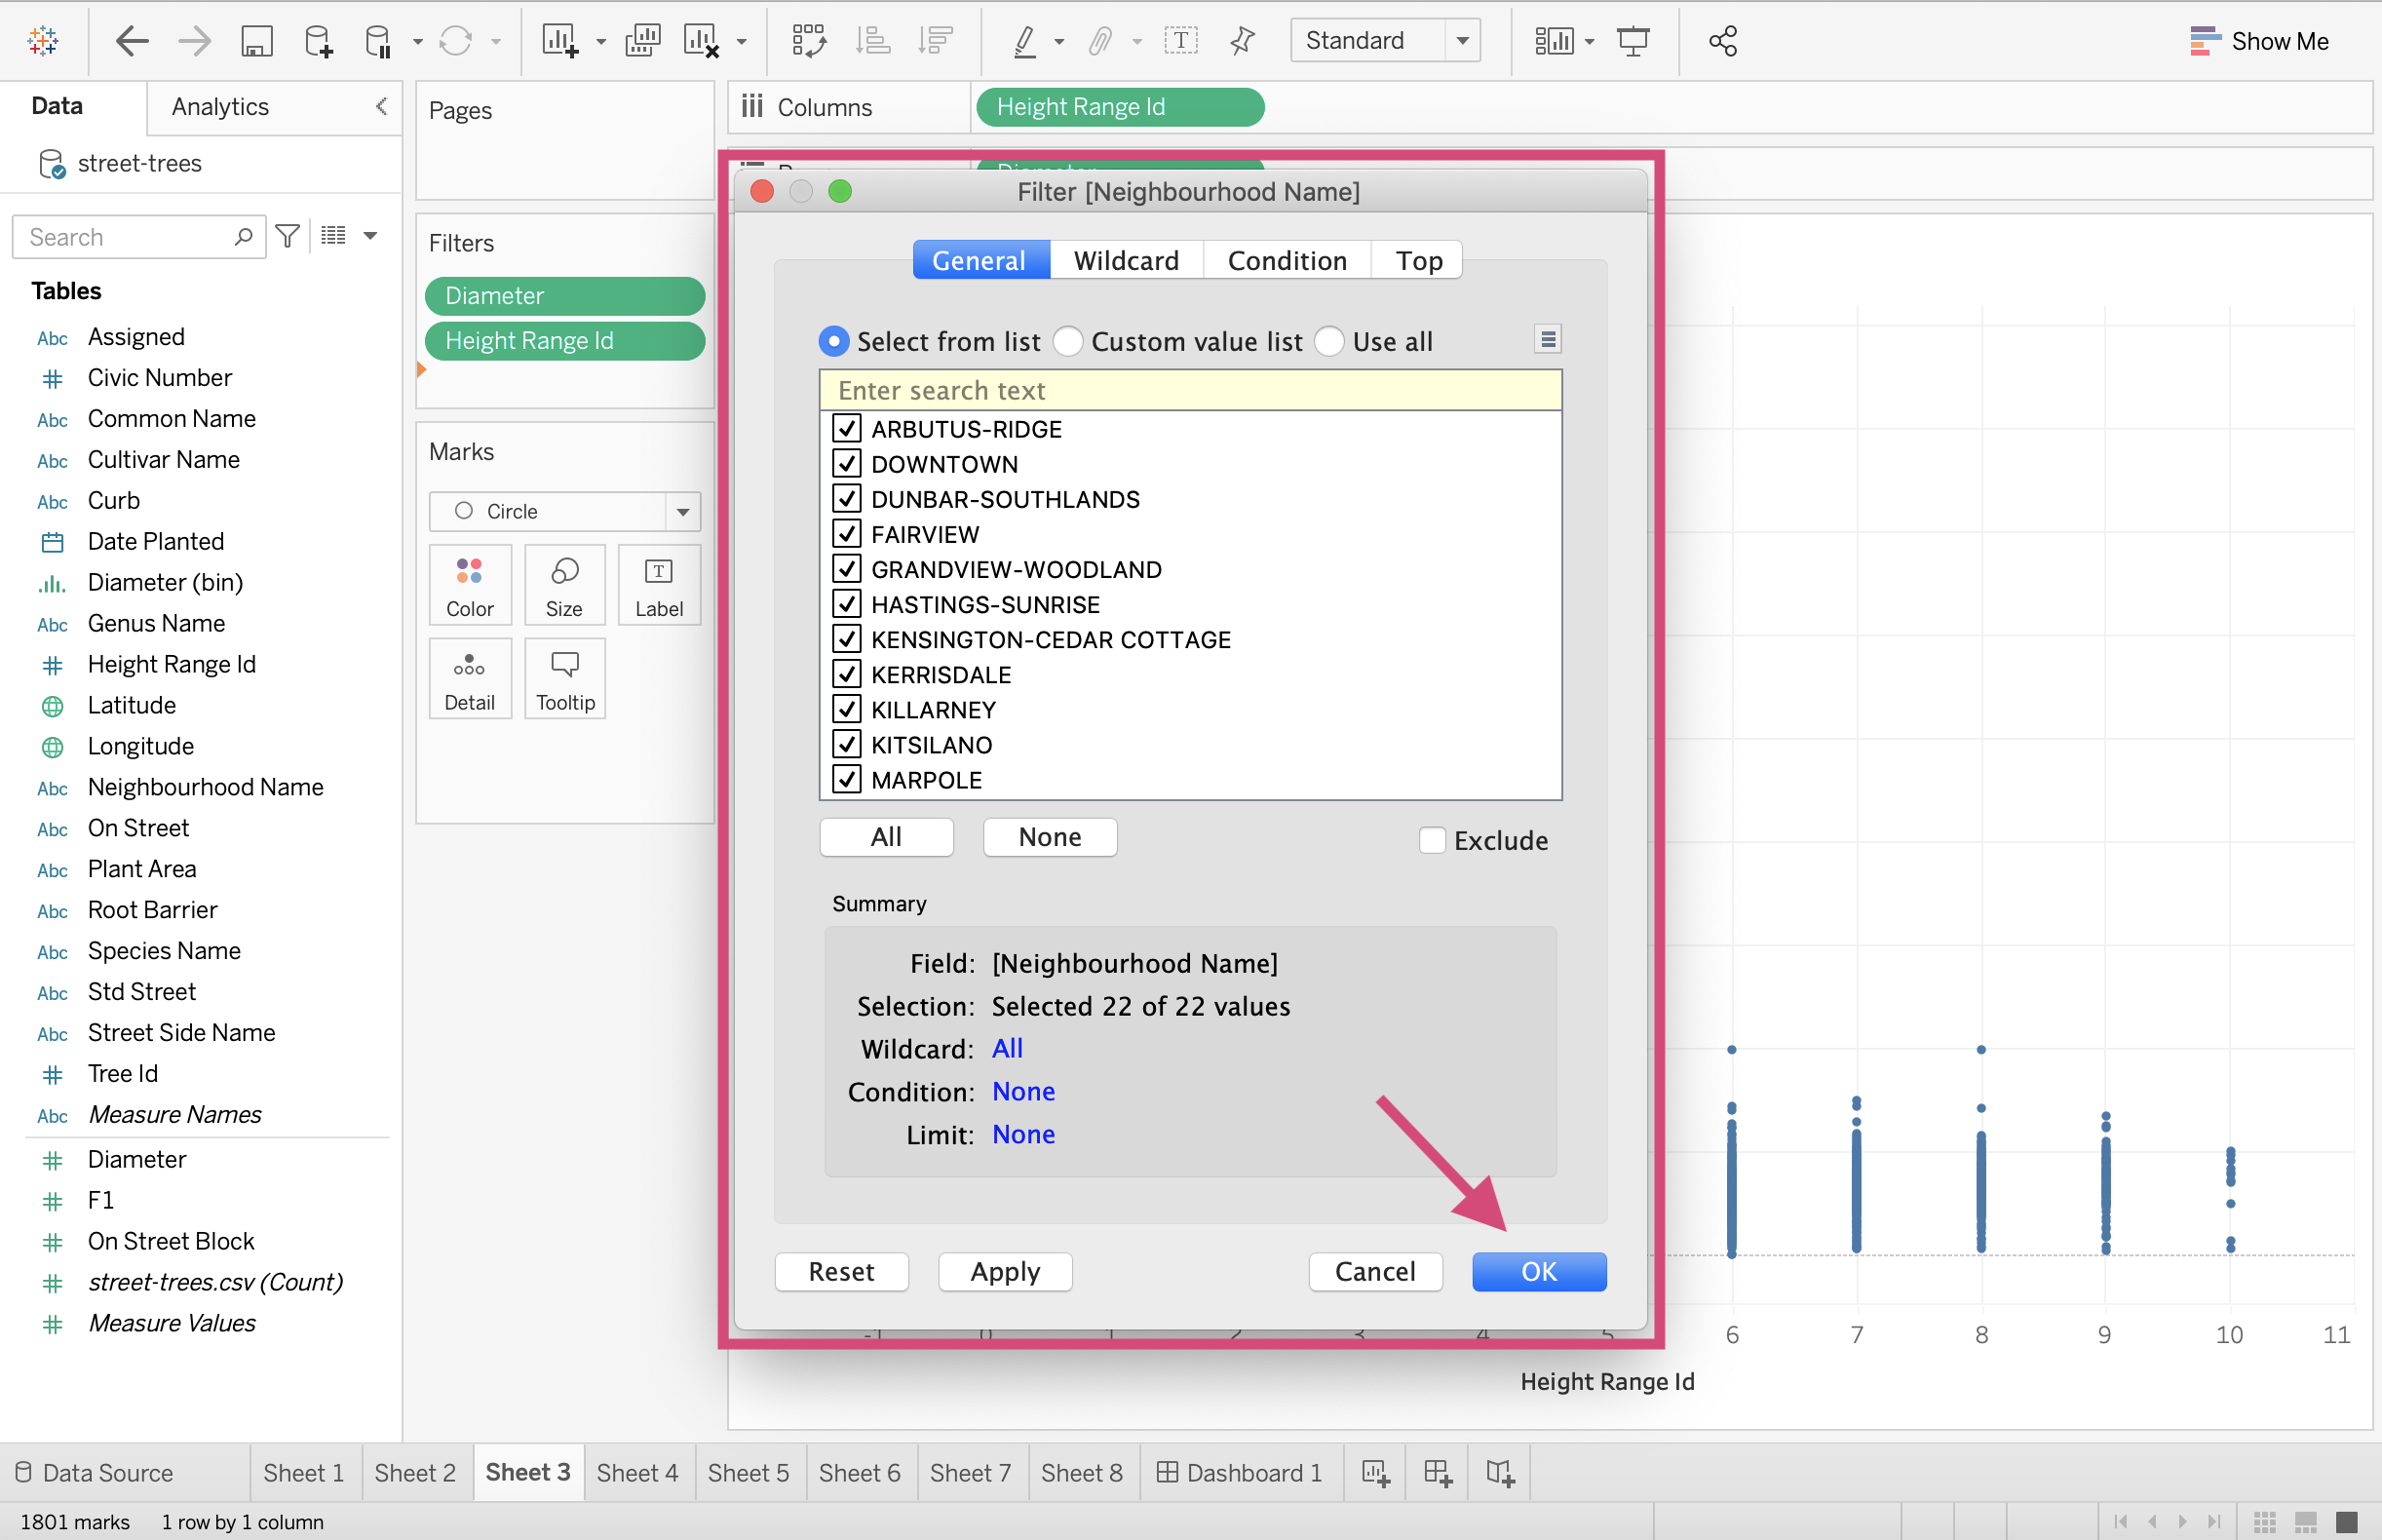 Standard
Show Me
Data
Analytics
street-trees
Search
Tables
Abc Assigned
Civic Number
Abc Common Name
Abc Cultivar Name
Abc Curb
Date Planted
Diameter (bin)
Abc Genus Name
Height Range Id
Latitude
Longitude
Abc Neighbourhood Name
Abc On Street
Abc Plant Area
Abc Root Barrier
Abc Species Name
Abc Std Street
Abc Street Side Name
Tree Id
Abc Measure Names
Diameter
F1
On Street Block
street-trees.csv (Count)
Measure Values
Pages
Filters
Diameter
Height Range Id
Marks
Circle
Color
Size
Label
Detail
Tooltip
Columns
Height Range Id
Diameter
Filter [Neighbourhood Name]
General Wildcard Condition Top
Select from list Custom value list Use all
Enter search text
ARBUTUS-RIDGE
DOWNTOWN
DUNBAR-SOUTHLANDS
FAIRVIEW
GRANDVIEW-WOODLAND
HASTINGS-SUNRISE
KENSINGTON-CEDAR COTTAGE
KERRISDALE
KILLARNEY
KITSILANO
MARPOLE
All None Exclude
Summary
Field: [Neighbourhood Name]
Selection: Selected 22 of 22 values
Wildcard: All
Condition: None
Limit: None
Reset Apply Cancel OK
-1 0 1 2 3 4 5 6 7 8 9 10 11
Height Range Id
Data Source Sheet 1 Sheet 2 Sheet 3 Sheet 4 Sheet 5 Sheet 6 Sheet 7 Sheet 8 Dashboard 1
1801 marks 1 row by 1 column